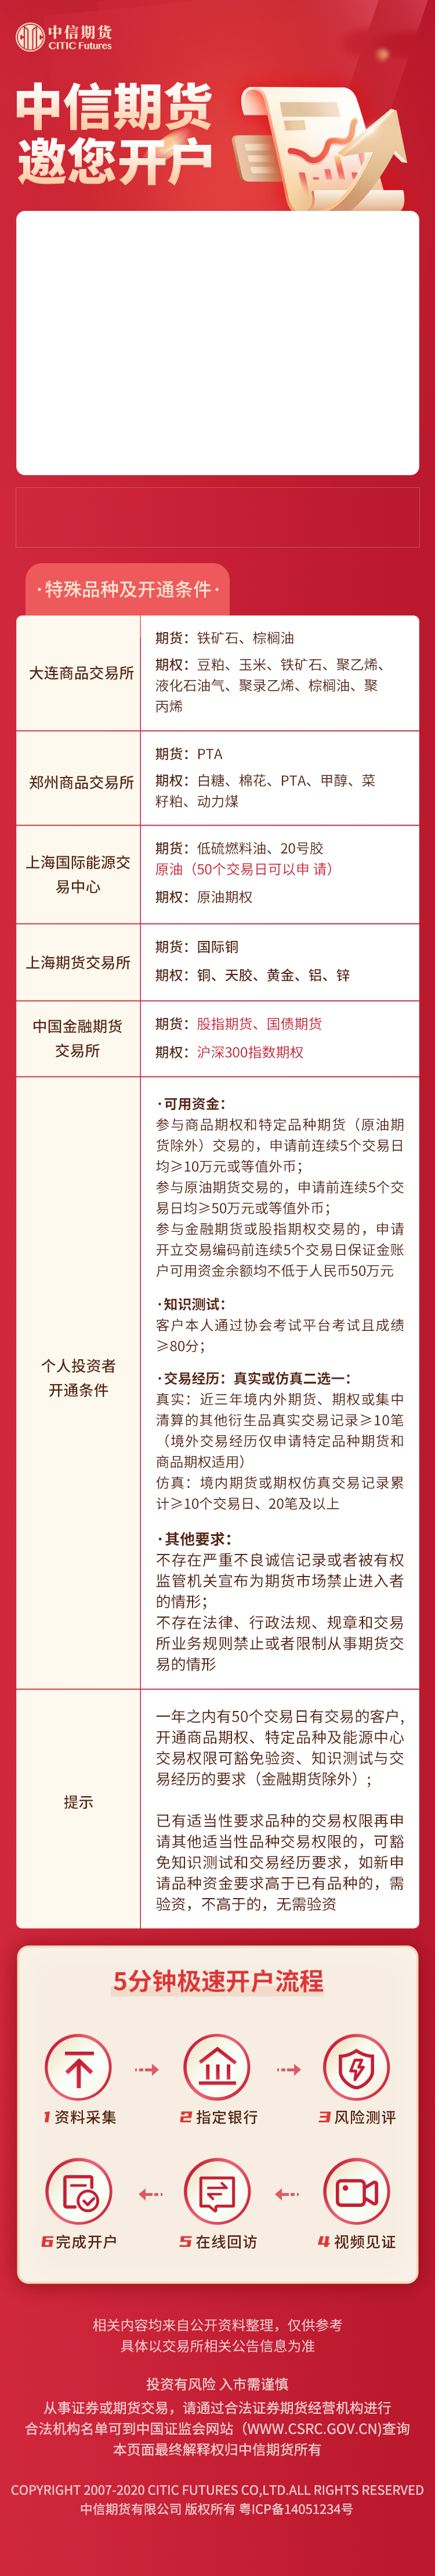 中信期货
CITIC Futures
中信期货
邀您开户
·特殊品种及开通条件·
大连商品交易所
期货：铁矿石、棕榈油
期权：豆粕、玉米、铁矿石、聚乙烯、
液化石油气、聚录乙烯、棕榈油、聚
丙烯
郑州商品交易所
期货：PTA
期权：白糖、棉花、PTA、甲醇、菜
籽粕、动力煤
上海国际能源交
易中心
期货：低硫燃料油、20号胶
原油（50个交易日可以申 请）
期权：原油期权
上海期货交易所
期货：国际铜
期权：铜、天胶、黄金、铝、锌
中国金融期货
交易所
期货：股指期货、国债期货
期权：沪深300指数期权
个人投资者
开通条件
·可用资金：
参与商品期权和特定品种期货（原油期
货除外）交易的，申请前连续5个交易日
均≥10万元或等值外币；
参与原油期货交易的，申请前连续5个交
易日均≥50万元或等值外币；
参与金融期货或股指期权交易的，申请
开立交易编码前连续5个交易日保证金账
户可用资金余额均不低于人民币50万元
·知识测试：
客户本人通过协会考试平台考试且成绩
≥80分；
·交易经历：真实或仿真二选一：
真实：近三年境内外期货、期权或集中
清算的其他衍生品真实交易记录≥10笔
（境外交易经历仅申请特定品种期货和
商品期权适用）
仿真：境内期货或期权仿真交易记录累
计≥10个交易日、20笔及以上
·其他要求：
不存在严重不良诚信记录或者被有权
监管机关宣布为期货市场禁止进入者
的情形；
不存在法律、行政法规、规章和交易
所业务规则禁止或者限制从事期货交
易的情形
提示
一年之内有50个交易日有交易的客户，
开通商品期权、特定品种及能源中心
交易权限可豁免验资、知识测试与交
易经历的要求（金融期货除外）；
已有适当性要求品种的交易权限再申
请其他适当性品种交易权限的，可豁
免知识测试和交易经历要求，如新申
请品种资金要求高于已有品种的，需
验资，不高于的，无需验资
5分钟极速开户流程
1 资料采集
2 指定银行
3 风险测评
6 完成开户
5 在线回访
4 视频见证
相关内容均来自公开资料整理，仅供参考
具体以交易所相关公告信息为准
投资有风险 入市需谨慎
从事证券或期货交易，请通过合法证券期货经营机构进行
合法机构名单可到中国证监会网站（WWW.CSRC.GOV.CN)查询
本页面最终解释权归中信期货所有
COPYRIGHT 2007-2020 CITIC FUTURES CO,LTD.ALL RIGHTS RESERVED
中信期货有限公司 版权所有 粤ICP备14051234号